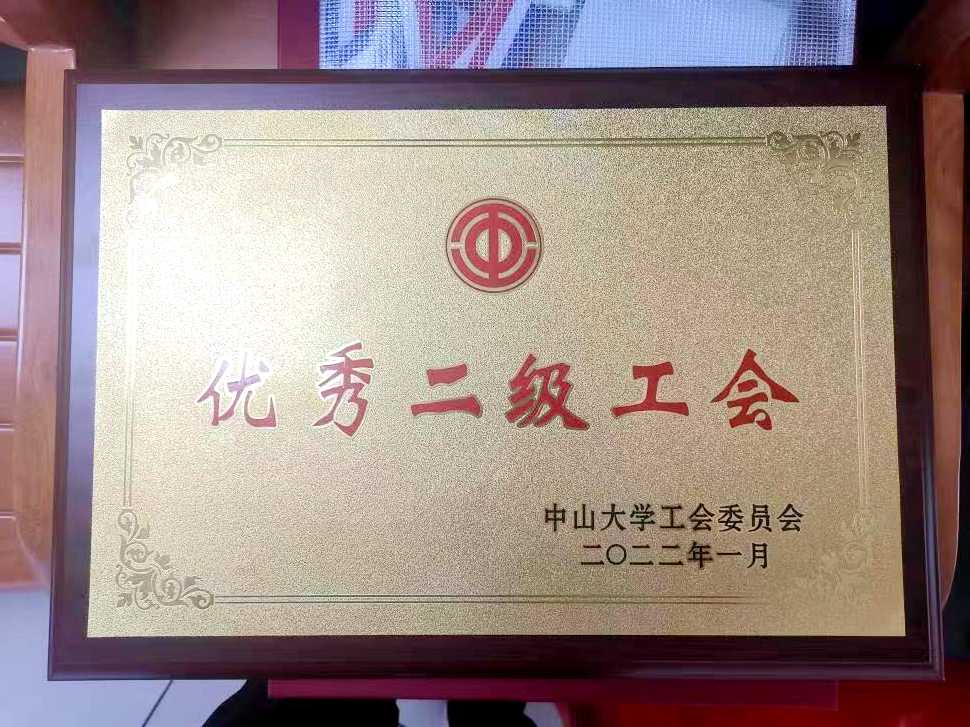 优秀二级工会
中山大学工会委员会
二〇二二年一月